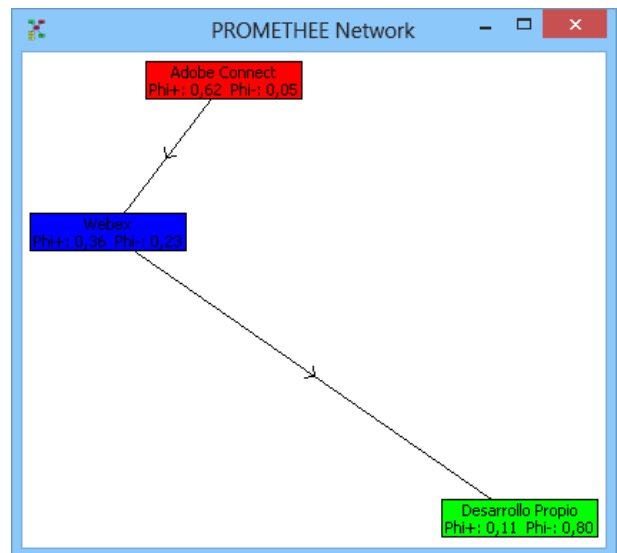 PROMETHEE Network
Adobe Connect
Phi+: 0,62 Phi-: 0,05
Webex
Phi+: 0,36 Phi-: 0,23
Desarrollo Propio
Phi+: 0,11 Phi-: 0,80